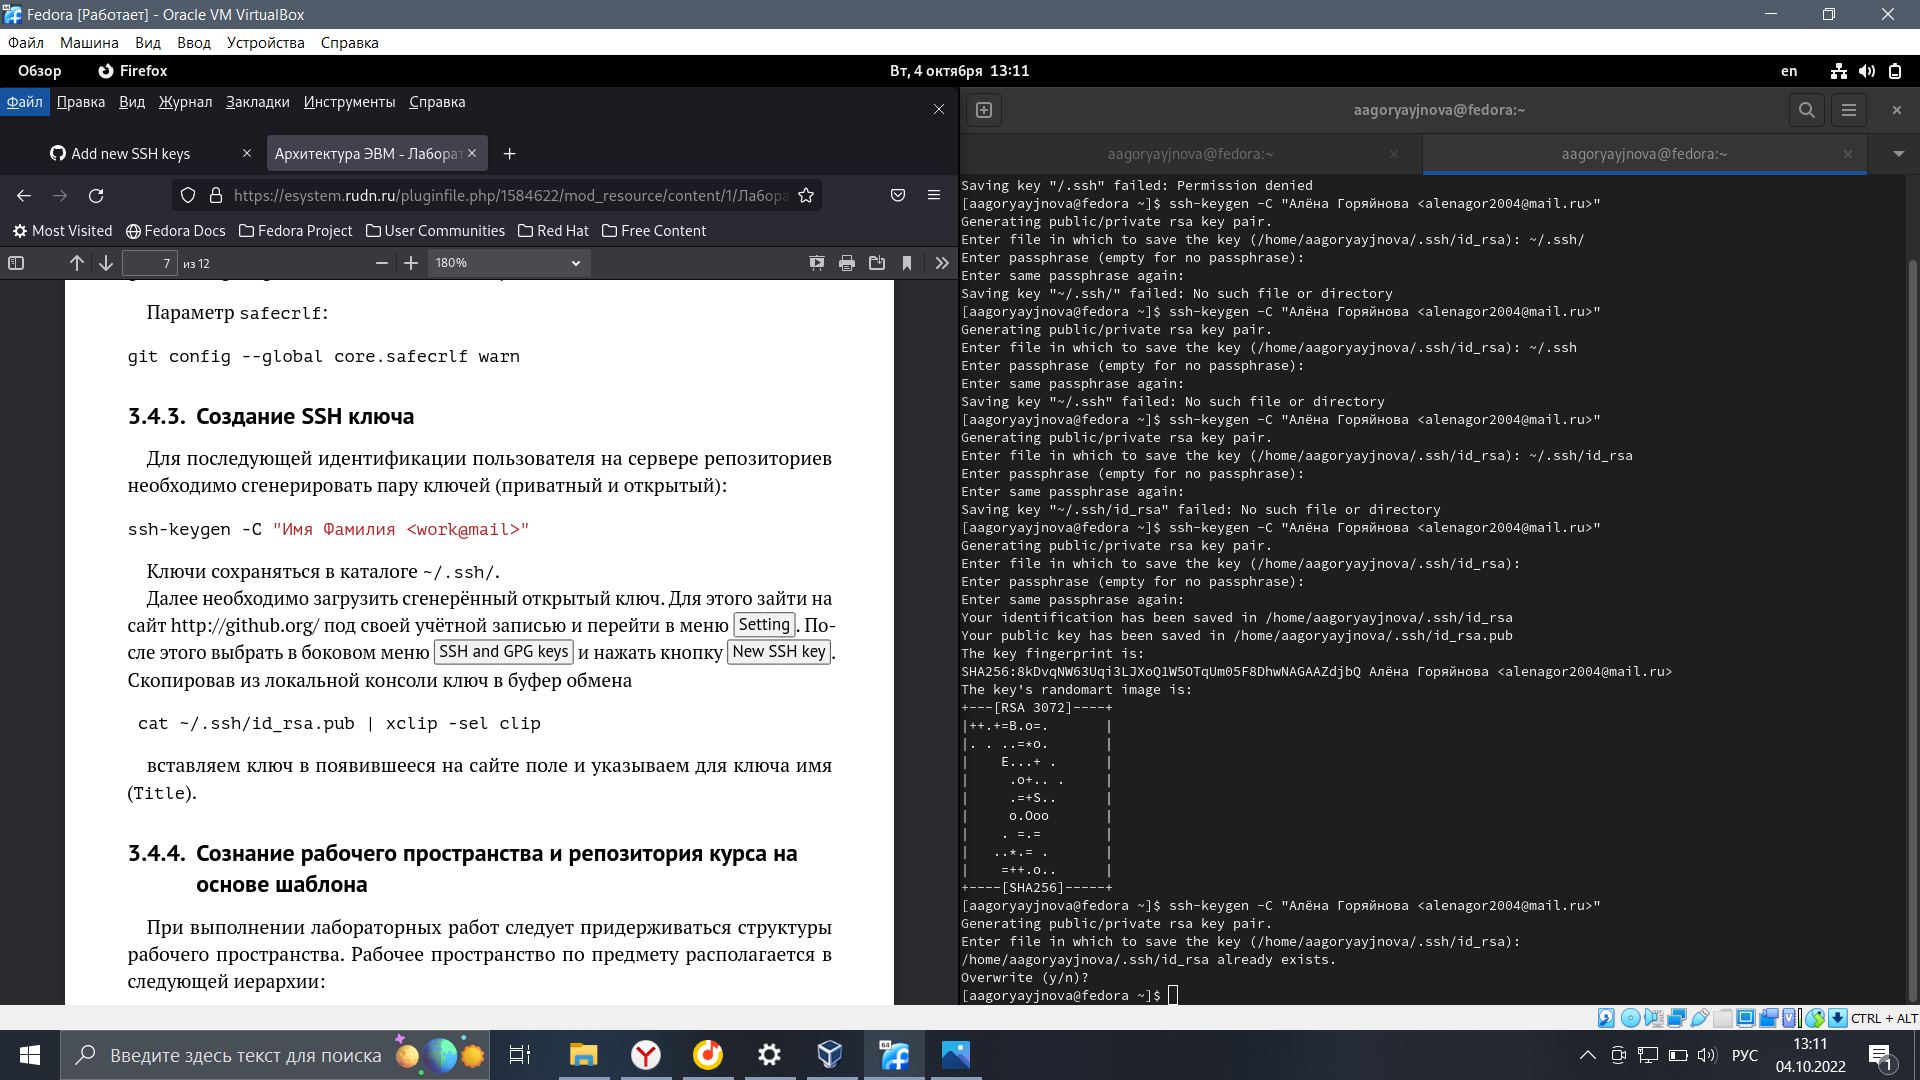 Fedora [Работает] - Oracle VM VirtualBox
Файл Машина Вид Ввод Устройства Справка
Обзор Firefox Вт, 4 октября 13:11 en
Файл Правка Вид Журнал Закладки Инструменты Справка
Add new SSH keys
Архитектура ЭВМ - Лаборат
https://esystem.rudn.ru/pluginfile.php/1584622/mod_resource/content/1/Лабора
Most Visited Fedora Docs Fedora Project User Communities Red Hat Free Content
7 из 12 180%
Параметр safecrlf:
git config --global core.safecrlf warn
3.4.3. Создание SSH ключа
Для последующей идентификации пользователя на сервере репозиториев
необходимо сгенерировать пару ключей (приватный и открытый):
ssh-keygen -C "Имя Фамилия <work@mail>"
Ключи сохраняться в каталоге ~/.ssh/.
Далее необходимо загрузить сгенерённый открытый ключ. Для этого зайти на
сайт http://github.org/ под своей учётной записью и перейти в меню Setting . По-
сле этого выбрать в боковом меню SSH and GPG keys и нажать кнопку New SSH key .
Скопировав из локальной консоли ключ в буфер обмена
cat ~/.ssh/id_rsa.pub | xclip -sel clip
вставляем ключ в появившееся на сайте поле и указываем для ключа имя
(Title).
3.4.4. Сознание рабочего пространства и репозитория курса на
основе шаблона
При выполнении лабораторных работ следует придерживаться структуры
рабочего пространства. Рабочее пространство по предмету располагается в
следующей иерархии:
aagoryayjnova@fedora:~
aagoryayjnova@fedora:~ aagoryayjnova@fedora:~
Saving key "/.ssh" failed: Permission denied
[aagoryayjnova@fedora ~]$ ssh-keygen -C "Алёна Горяйнова <alenagor2004@mail.ru>"
Generating public/private rsa key pair.
Enter file in which to save the key (/home/aagoryayjnova/.ssh/id_rsa): ~/.ssh/
Enter passphrase (empty for no passphrase):
Enter same passphrase again:
Saving key "~/.ssh/" failed: No such file or directory
[aagoryayjnova@fedora ~]$ ssh-keygen -C "Алёна Горяйнова <alenagor2004@mail.ru>"
Generating public/private rsa key pair.
Enter file in which to save the key (/home/aagoryayjnova/.ssh/id_rsa): ~/.ssh
Enter passphrase (empty for no passphrase):
Enter same passphrase again:
Saving key "~/.ssh" failed: No such file or directory
[aagoryayjnova@fedora ~]$ ssh-keygen -C "Алёна Горяйнова <alenagor2004@mail.ru>"
Generating public/private rsa key pair.
Enter file in which to save the key (/home/aagoryayjnova/.ssh/id_rsa): ~/.ssh/id_rsa
Enter passphrase (empty for no passphrase):
Enter same passphrase again:
Saving key "~/.ssh/id_rsa" failed: No such file or directory
[aagoryayjnova@fedora ~]$ ssh-keygen -C "Алёна Горяйнова <alenagor2004@mail.ru>"
Generating public/private rsa key pair.
Enter file in which to save the key (/home/aagoryayjnova/.ssh/id_rsa):
Enter passphrase (empty for no passphrase):
Enter same passphrase again:
Your identification has been saved in /home/aagoryayjnova/.ssh/id_rsa
Your public key has been saved in /home/aagoryayjnova/.ssh/id_rsa.pub
The key fingerprint is:
SHA256:8kDvqNW63Uqi3LJXoQ1W5OTqUm05F8DhwNAGAAZdjbQ Алёна Горяйнова <alenagor2004@mail.ru>
The key's randomart image is:
+---[RSA 3072]----+
|++.+=B.o=.       |
|. . ..=*o.       |
|    E...+ .      |
|     .o+.. .     |
|     .=+S..      |
|     o.Ooo       |
|    . =.=        |
|   ..*.= .       |
|    =++.o..      |
+----[SHA256]-----+
[aagoryayjnova@fedora ~]$ ssh-keygen -C "Алёна Горяйнова <alenagor2004@mail.ru>"
Generating public/private rsa key pair.
Enter file in which to save the key (/home/aagoryayjnova/.ssh/id_rsa):
/home/aagoryayjnova/.ssh/id_rsa already exists.
Overwrite (y/n)?
[aagoryayjnova@fedora ~]$
CTRL + ALT
Введите здесь текст для поиска
РУС
13:11
04.10.2022
1